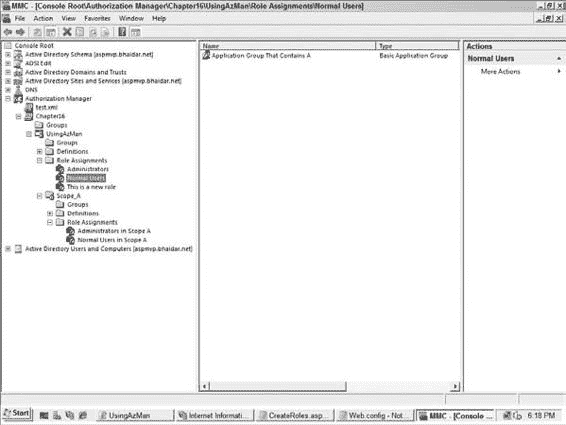 MMC - [Console Root\Authorization Manager\Chapter16\UsingAzMan\Role Assignments\Normal Users]
File Action View Favorites Window Help
Console Root
Active Directory Schema [aspmvp.bhaidar.net]
ADSI Edit
Active Directory Domains and Trusts
Active Directory Sites and Services [aspmvp.bhaidar.net]
DNS
Authorization Manager
test.xml
Chapter16
Groups
UsingAzMan
Groups
Definitions
Role Assignments
Administrators
Normal Users
This is a new role
Scope_A
Groups
Definitions
Role Assignments
Administrators in Scope A
Normal Users in Scope A
Active Directory Users and Computers [aspmvp.bhaidar.net]
Name Type
Application Group That Contains A Basic Application Group
Actions
Normal Users
More Actions
Start UsingAzMan Internet Informati... CreateRoles.asp... Web.config - Not... MMC - [Console ... 6:18 PM